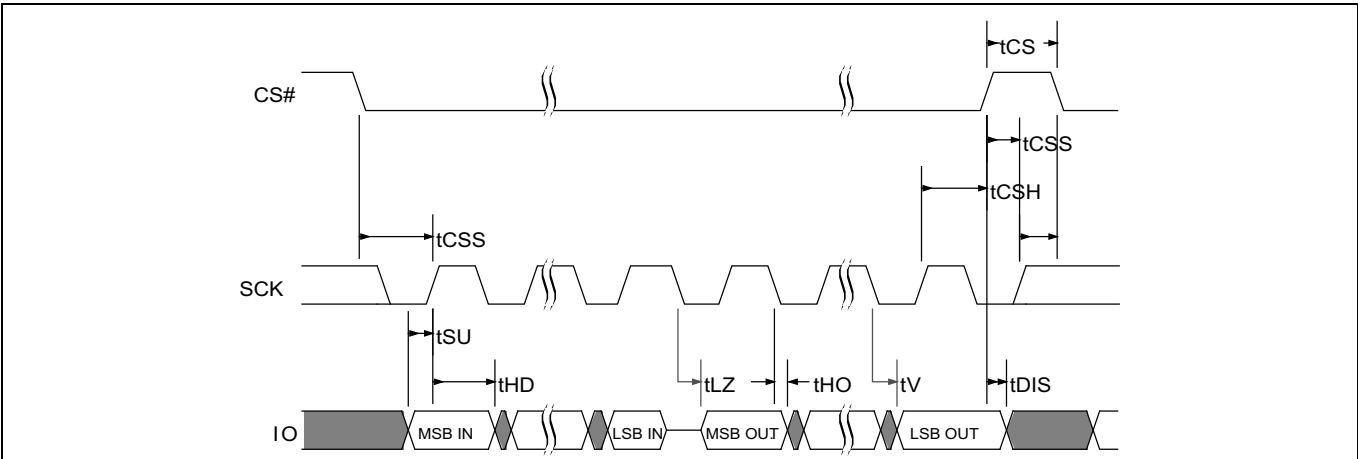 tCS
CS#
tCSS
tCSH
tCSS
SCK
tSU
tHD
tLZ
tHO
tV
tDIS
IO
MSB IN
LSB IN
MSB OUT
LSB OUT